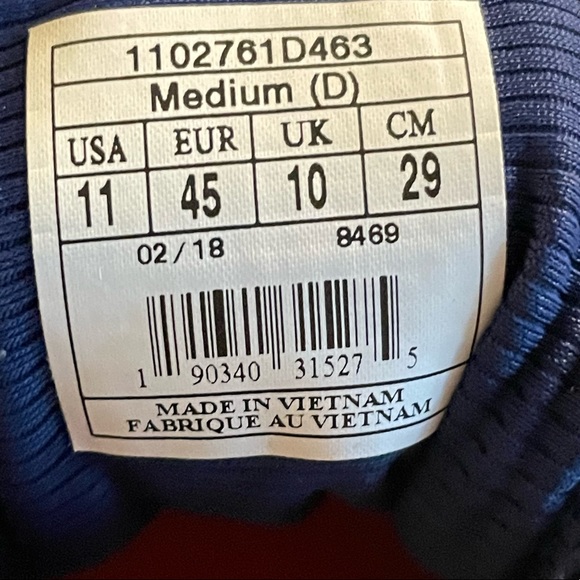 1102761D463
Medium (D)
USA EUR UK CM
11 45 10 29
02/18 8469
1 90340 31527 5
MADE IN VIETNAM
FABRIQUE AU VIETNAM